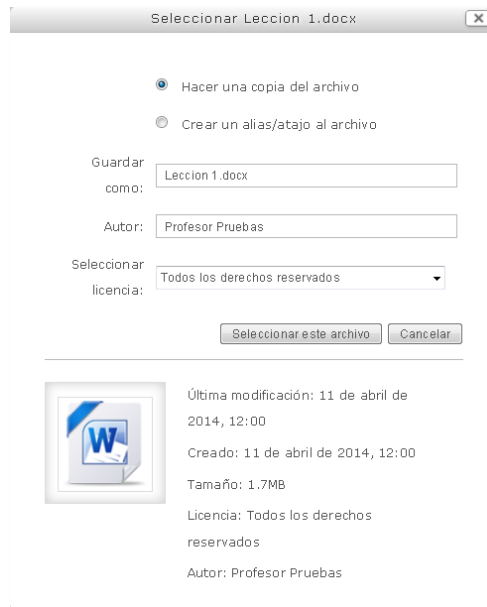 Seleccionar Leccion 1.docx
Hacer una copia del archivo
Crear un alias/atajo al archivo
Guardar
como:
Leccion 1.docx
Autor:
Profesor Pruebas
Seleccionar
licencia:
Todos los derechos reservados
Seleccionar este archivo
Cancelar
Última modificación: 11 de abril de
2014, 12:00
Creado: 11 de abril de 2014, 12:00
Tamaño: 1.7MB
Licencia: Todos los derechos
reservados
Autor: Profesor Pruebas
W